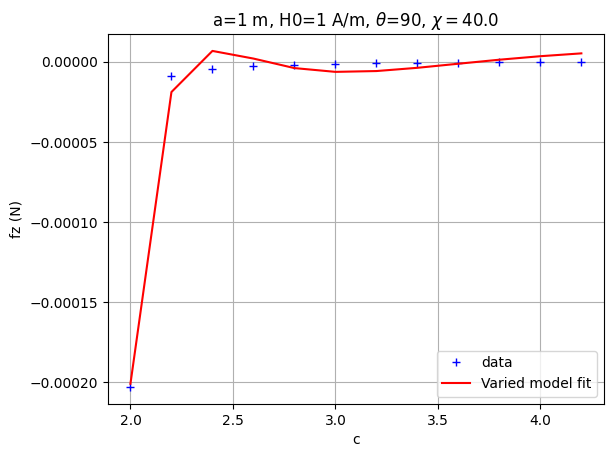 a=1 m, H0=1 A/m, θ=90, χ = 40.0
0.00000
−0.00005
−0.00010
−0.00015
−0.00020
fz (N)
data
Varied model fit
2.0 2.5 3.0 3.5 4.0
c